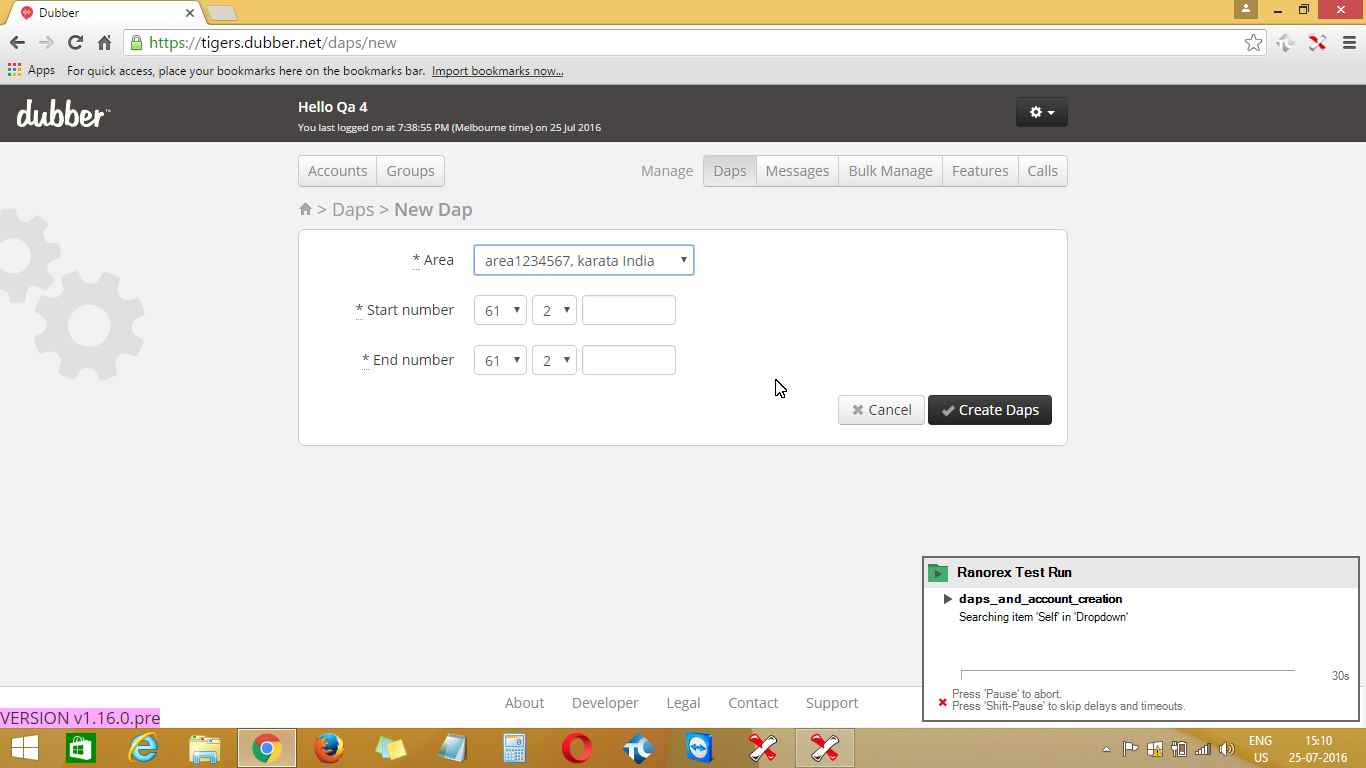 Dubber
https://tigers.dubber.net/daps/new
Apps For quick access, place your bookmarks here on the bookmarks bar. Import bookmarks now...
dubber™
Hello Qa 4
You last logged on at 7:38:55 PM (Melbourne time) on 25 Jul 2016
Accounts Groups Manage Daps Messages Bulk Manage Features Calls
> Daps > New Dap
* Area area1234567, karata India
* Start number 61 2
* End number 61 2
Cancel Create Daps
Ranorex Test Run
daps_and_account_creation
Searching item 'Self' in 'Dropdown'
30s
Press 'Pause' to abort.
Press 'Shift-Pause' to skip delays and timeouts.
About Developer Legal Contact Support
VERSION v1.16.0.pre
ENG 15:10
US 25-07-2016